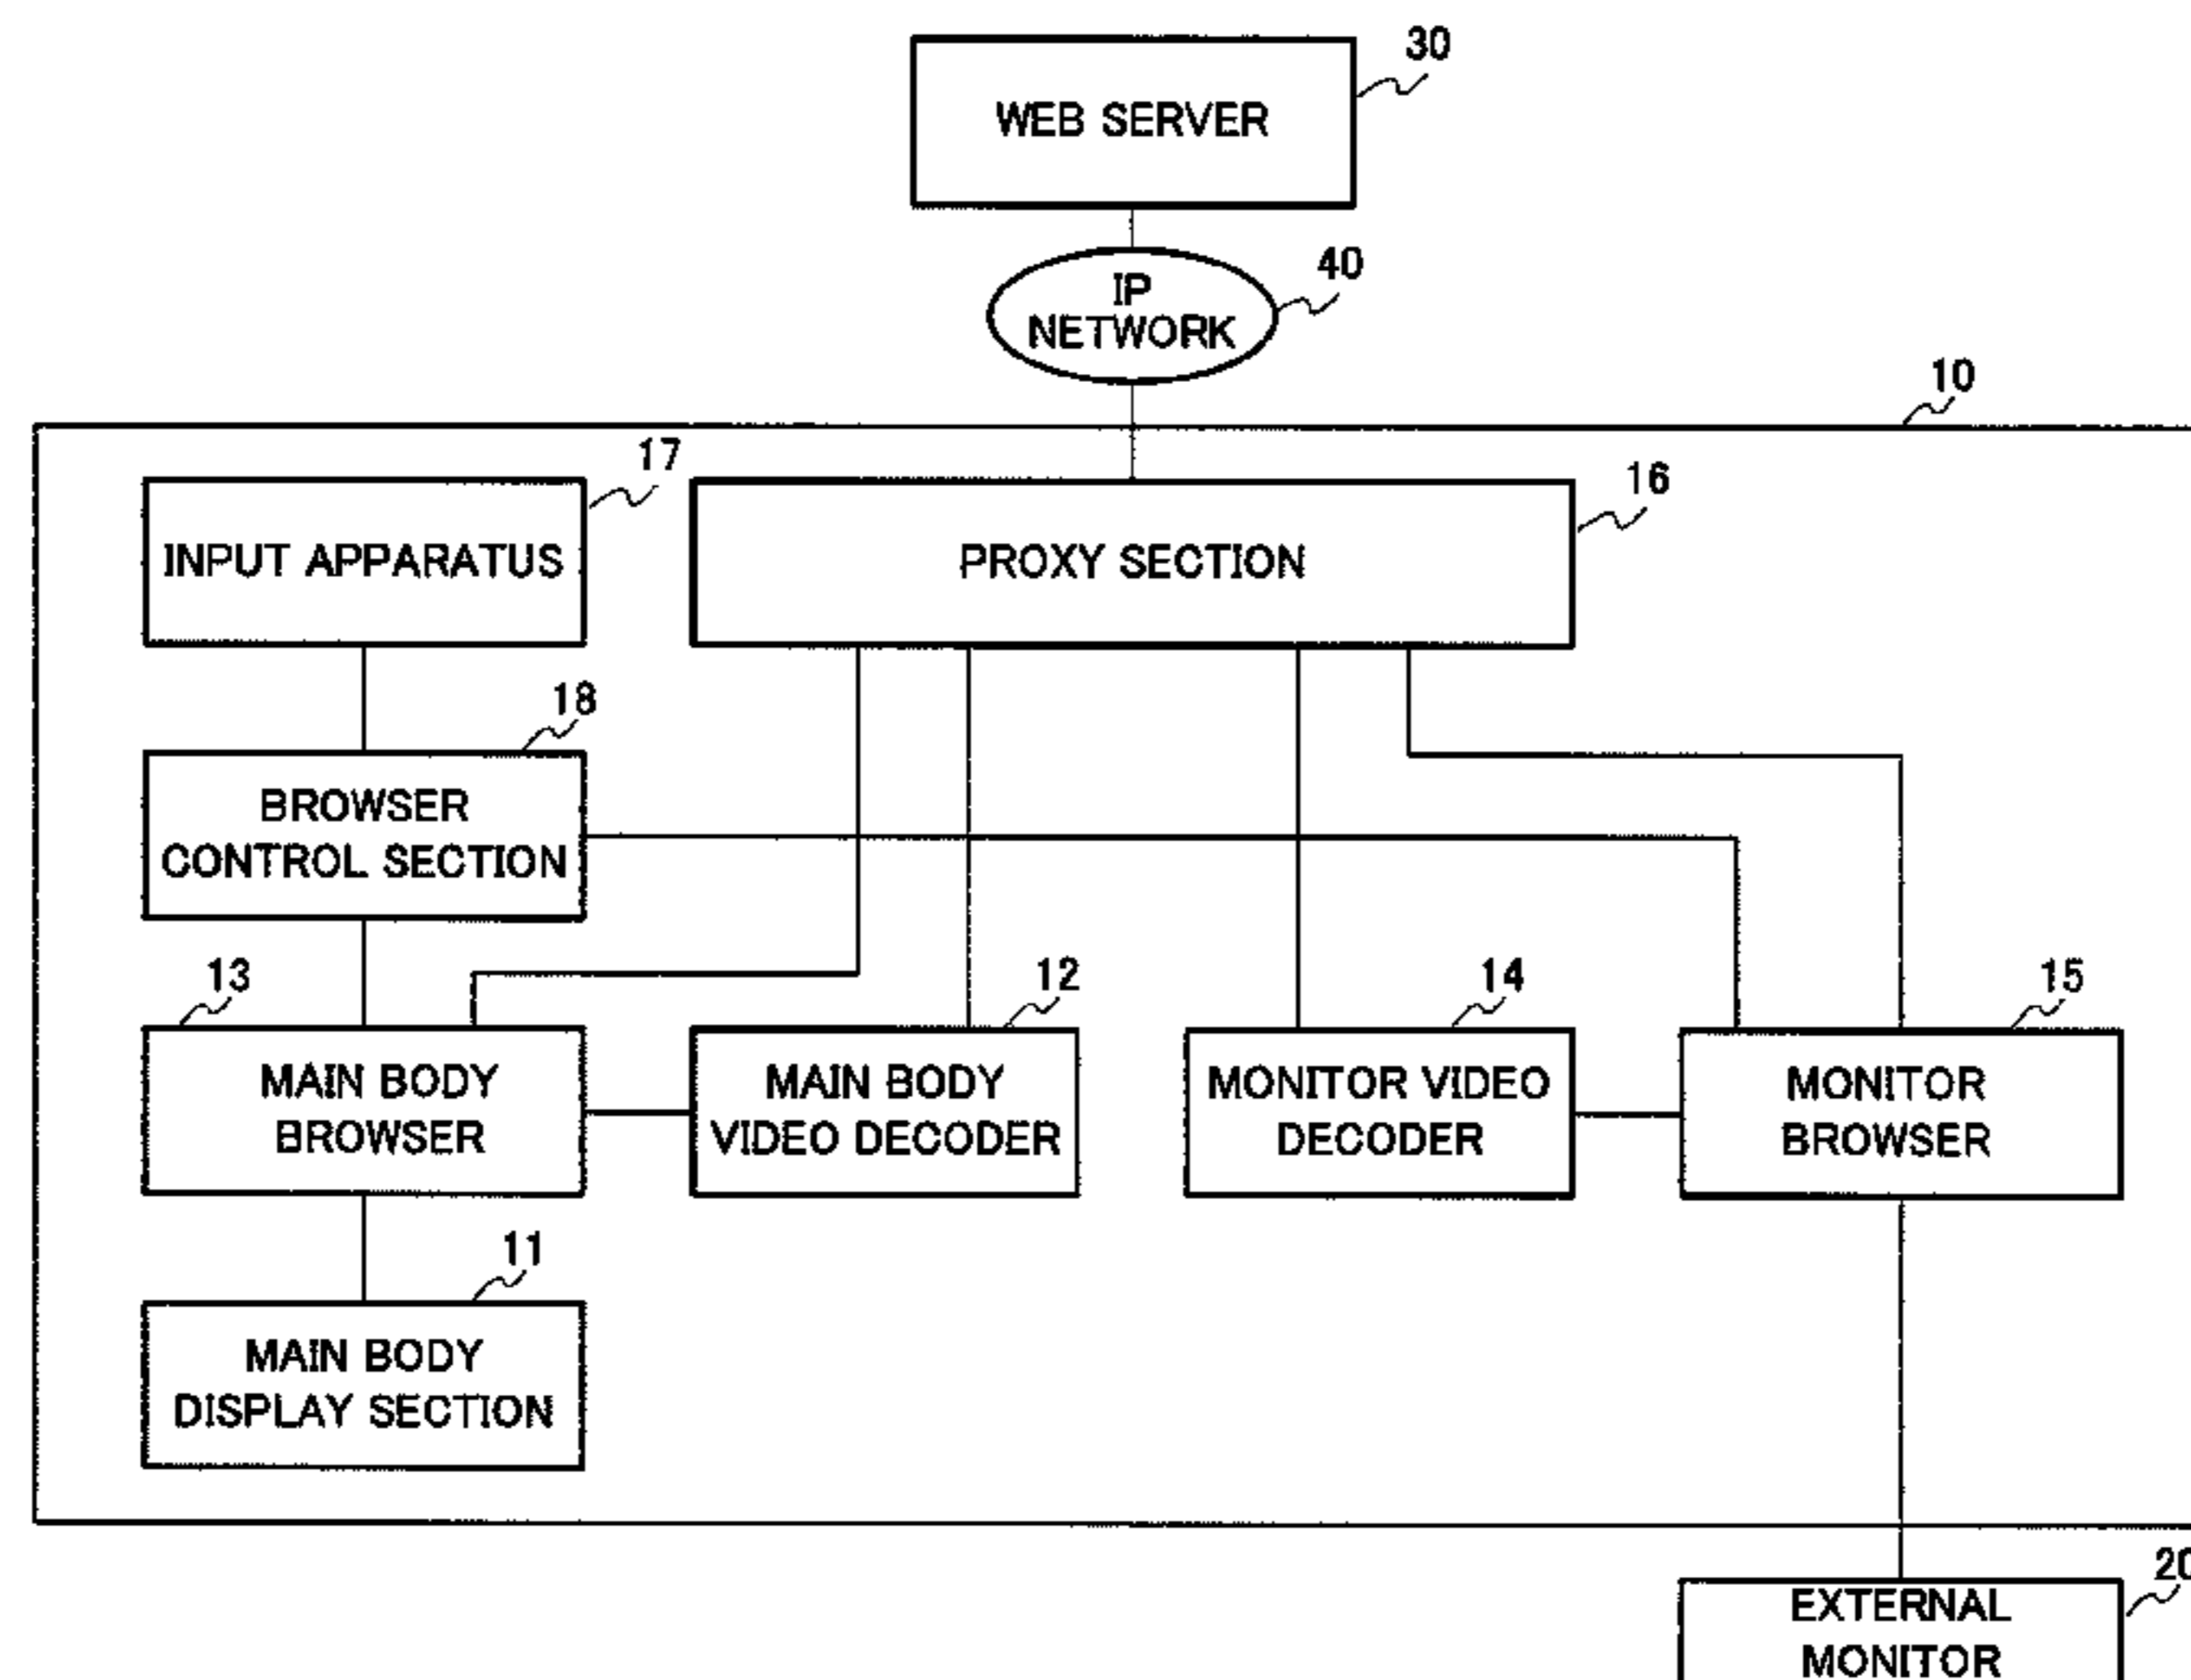 30
WEB SERVER
40
IP
NETWORK
10
17
16
INPUT APPARATUS
PROXY SECTION
18
BROWSER
CONTROL SECTION
13
12
14
15
MAIN BODY
BROWSER
MAIN BODY
VIDEO DECODER
MONITOR VIDEO
DECODER
MONITOR
BROWSER
11
MAIN BODY
DISPLAY SECTION
20
EXTERNAL
MONITOR